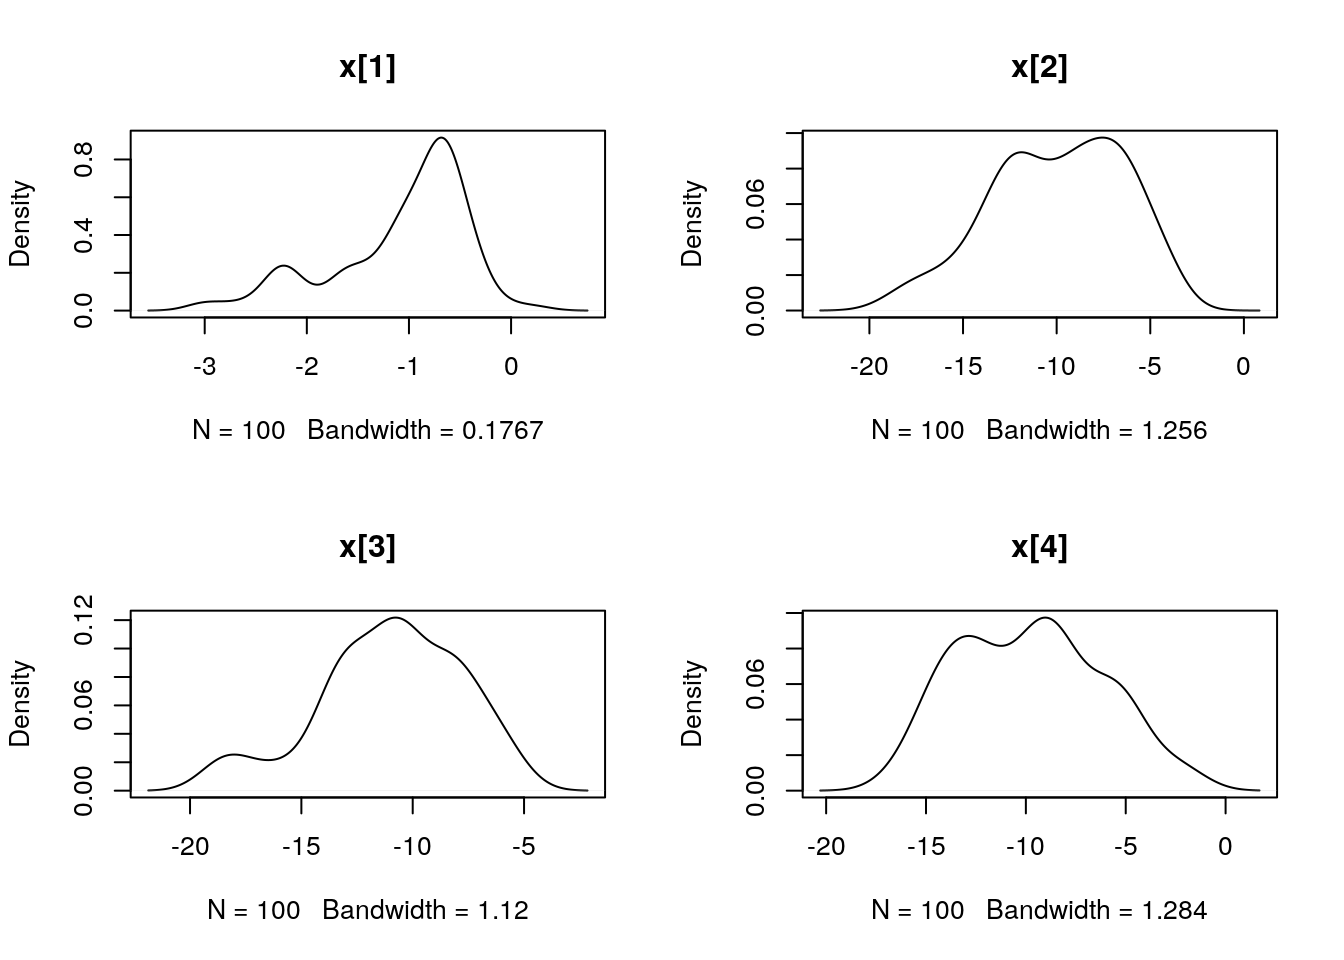 x[1]
Density
0.0 0.4 0.8
-3 -2 -1 0
N = 100 Bandwidth = 0.1767
x[2]
Density
0.00 0.06
-20 -15 -10 -5 0
N = 100 Bandwidth = 1.256
x[3]
Density
0.00 0.06 0.12
-20 -15 -10 -5
N = 100 Bandwidth = 1.12
x[4]
Density
0.00 0.06
-20 -15 -10 -5 0
N = 100 Bandwidth = 1.284